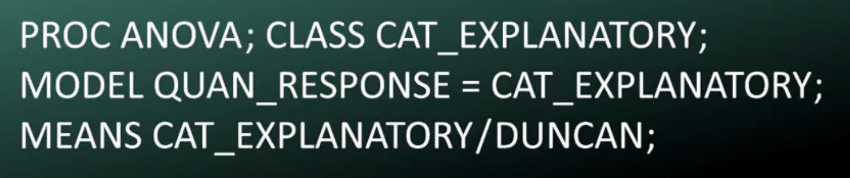 PROC ANOVA; CLASS CAT_EXPLANATORY;
MODEL QUAN_RESPONSE = CAT_EXPLANATORY;
MEANS CAT_EXPLANATORY/DUNCAN;